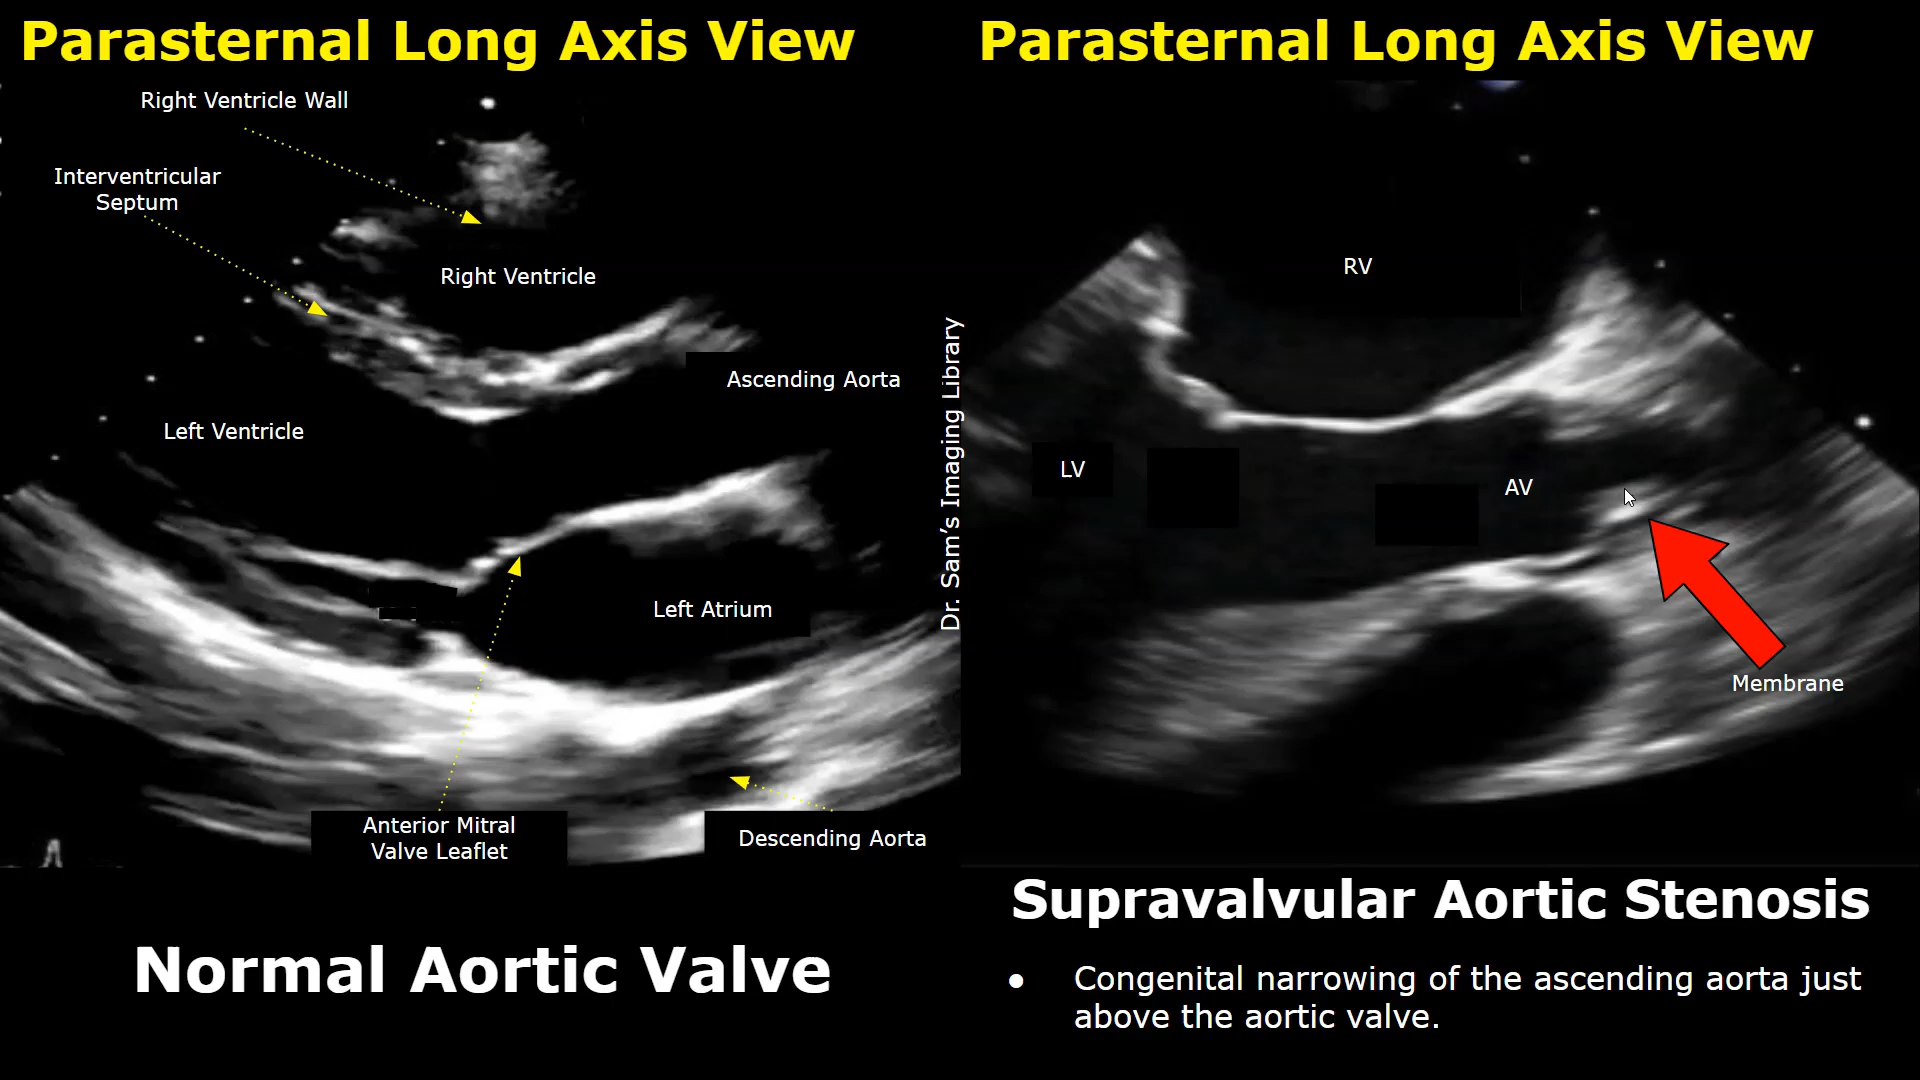 Parasternal Long Axis View
Right Ventricle Wall
Interventricular
Septum
Right Ventricle
Ascending Aorta
Left Ventricle
Left Atrium
Anterior Mitral
Valve Leaflet
Descending Aorta
Normal Aortic Valve
Dr. Sam’s Imaging Library
Parasternal Long Axis View
RV
LV
AV
Membrane
Supravalvular Aortic Stenosis
● Congenital narrowing of the ascending aorta just
above the aortic valve.